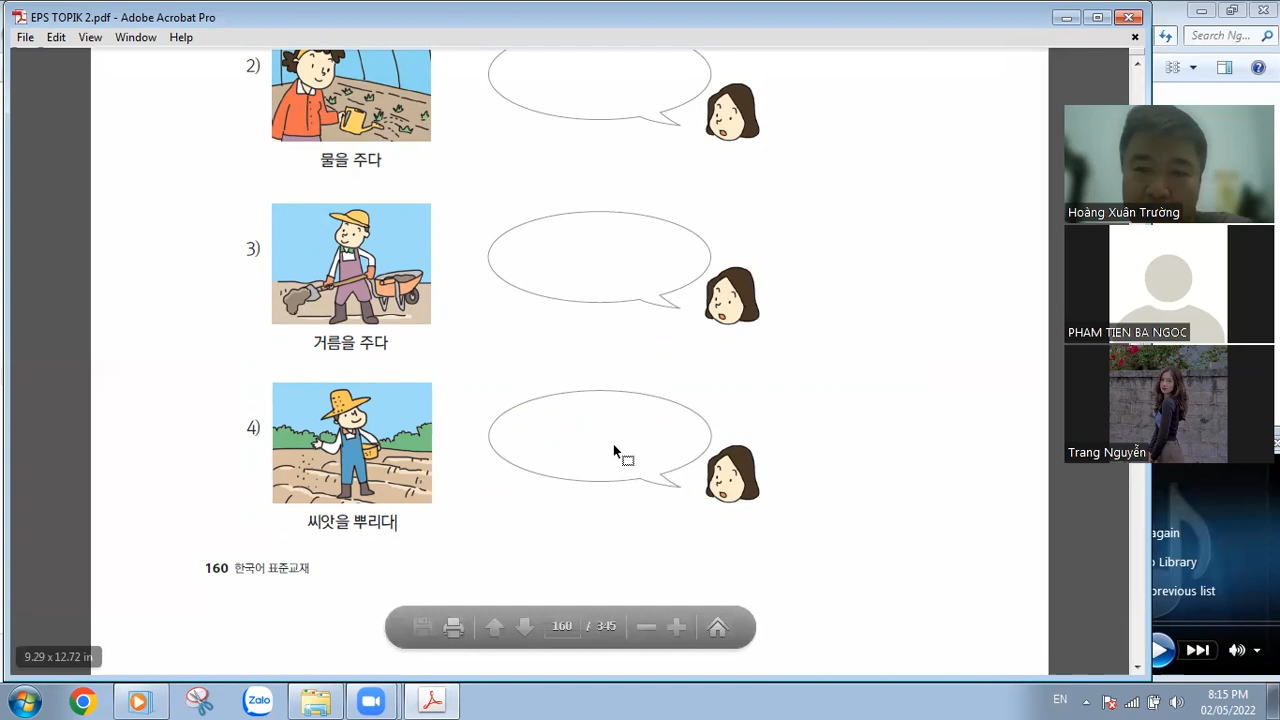 EPS TOPIK 2.pdf - Adobe Acrobat Pro
File Edit View Window Help
Search Ng...
2)
물을 주다
3)
거름을 주다
4)
씨앗을 뿌리다
160 한국어 표준교재
160 / 345
9.29 x 12.72 in
Hoàng Xuân Trường
PHAM TIEN BA NGOC
Trang Nguyễn
again
o Library
previous list
Zalo
EN
8:15 PM
02/05/2022